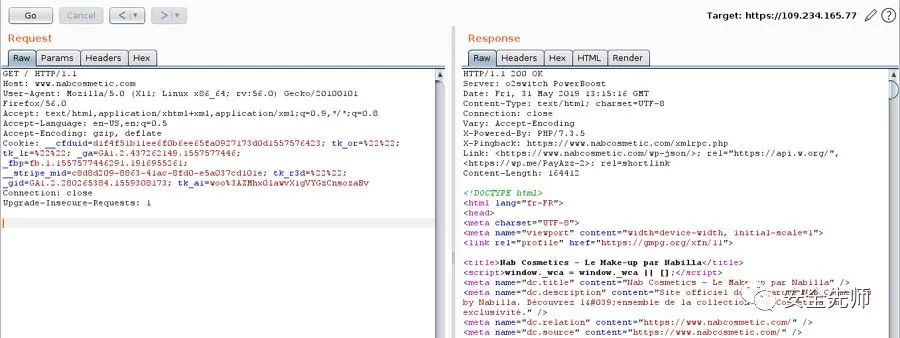 Go Cancel < ▼ > ▼ Target: https://109.234.165.77 ?
Request
Raw Params Headers Hex
GET / HTTP/1.1
Host: www.nabcosmetic.com
User-Agent: Mozilla/5.0 (X11; Linux x86_64; rv:56.0) Gecko/20100101
Firefox/56.0
Accept: text/html,application/xhtml+xml,application/xml;q=0.9,*/*;q=0.8
Accept-Language: en-US,en;q=0.5
Accept-Encoding: gzip, deflate
Cookie: __cfduid=d1f4f51b11ee6f0b6ee65fa0927173d0d1557576423; tk_or=%22%22;
tk_lr=%22%22; _ga=GA1.2.437262149.1557577446;
_fbp=fb.1.1557577446291.1916955261;
__stripe_mid=c8d8d209-8863-41ac-8fd0-e5a037cd101e; tk_r3d=%22%22;
_gid=GA1.2.280265384.1559308173; tk_ai=woo%3AZMhxOlawvXigVYGzCnsozaBv
Connection: close
Upgrade-Insecure-Requests: 1
Response
Raw Headers Hex HTML Render
HTTP/1.1 200 OK
Server: o2switch PowerBoost
Date: Fri, 31 May 2019 13:15:16 GMT
Content-Type: text/html; charset=UTF-8
Connection: close
Vary: Accept-Encoding
X-Powered-By: PHP/7.3.5
X-Pingback: https://www.nabcosmetic.com/xmlrpc.php
Link: <https://www.nabcosmetic.com/wp-json/>; rel="https://api.w.org/",
<https://wp.me/PayAzz-2>; rel=shortlink
Content-Length: 164412
<!DOCTYPE html>
<html lang="fr-FR">
<head>
<meta charset="UTF-8">
<meta name="viewport" content="width=device-width, initial-scale=1">
<link rel="profile" href="https://gmpg.org/xfn/11">
<title>Nab Cosmetics - Le Make-up par Nabilla</title>
<script>window._wca = window._wca || [];</script>
<meta name="dc.title" content="Nab Cosmetics - Le Make-up par Nabilla" />
<meta name="dc.description" content="Site officiel de
by Nabilla. Découvrez l&#039;ensemble de la collection
exclusivité." />
<meta name="dc.relation" content="https://www.nabcosmetic.com/" />
<meta name="dc.source" content="https://www.nabcosmetic.com/" />
安全先师